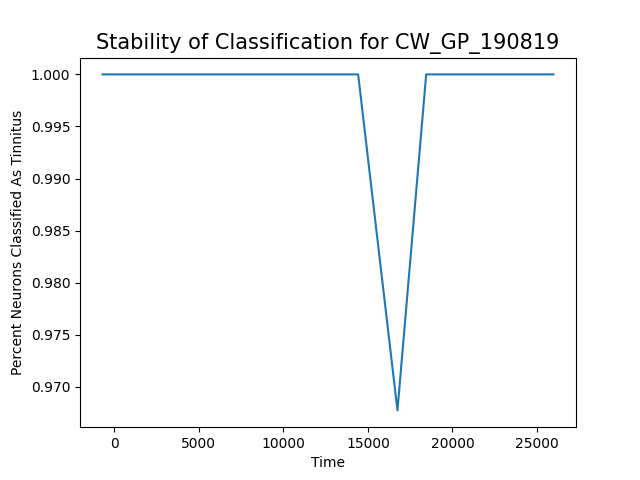 Stability of Classification for CW_GP_190819
1.000
0.995
0.990
0.985
0.980
0.975
0.970
Percent Neurons Classified As Tinnitus
0 5000 10000 15000 20000 25000
Time